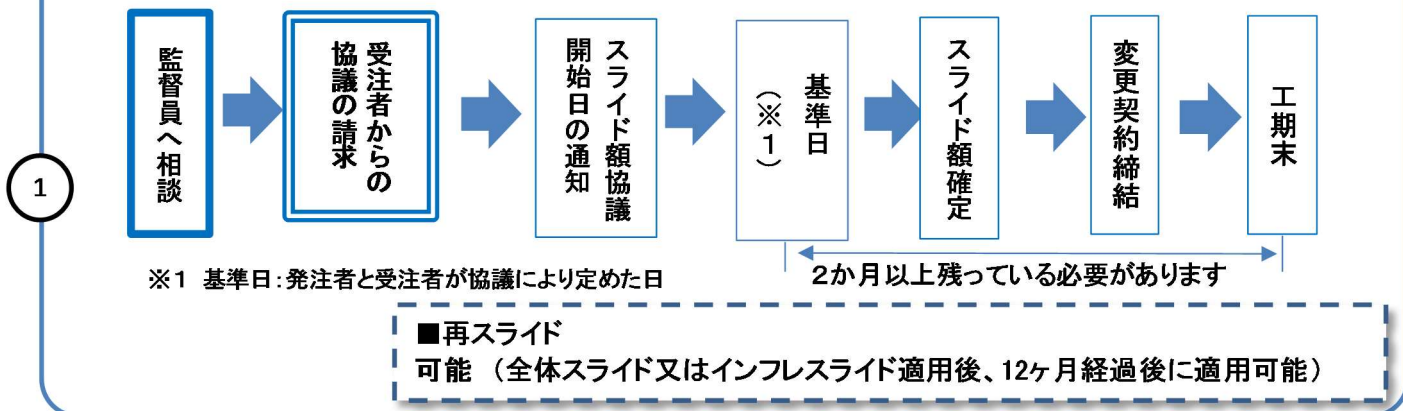 監督員へ相談
受注者からの
協議の請求
スライド額協議
開始日の通知
基準日
(※1)
スライド額確定
変更契約締結
工期末
1
※1 基準日:発注者と受注者が協議により定めた日
2か月以上残っている必要があります
■再スライド
可能 (全体スライド又はインフレスライド適用後、12ヶ月経過後に適用可能)